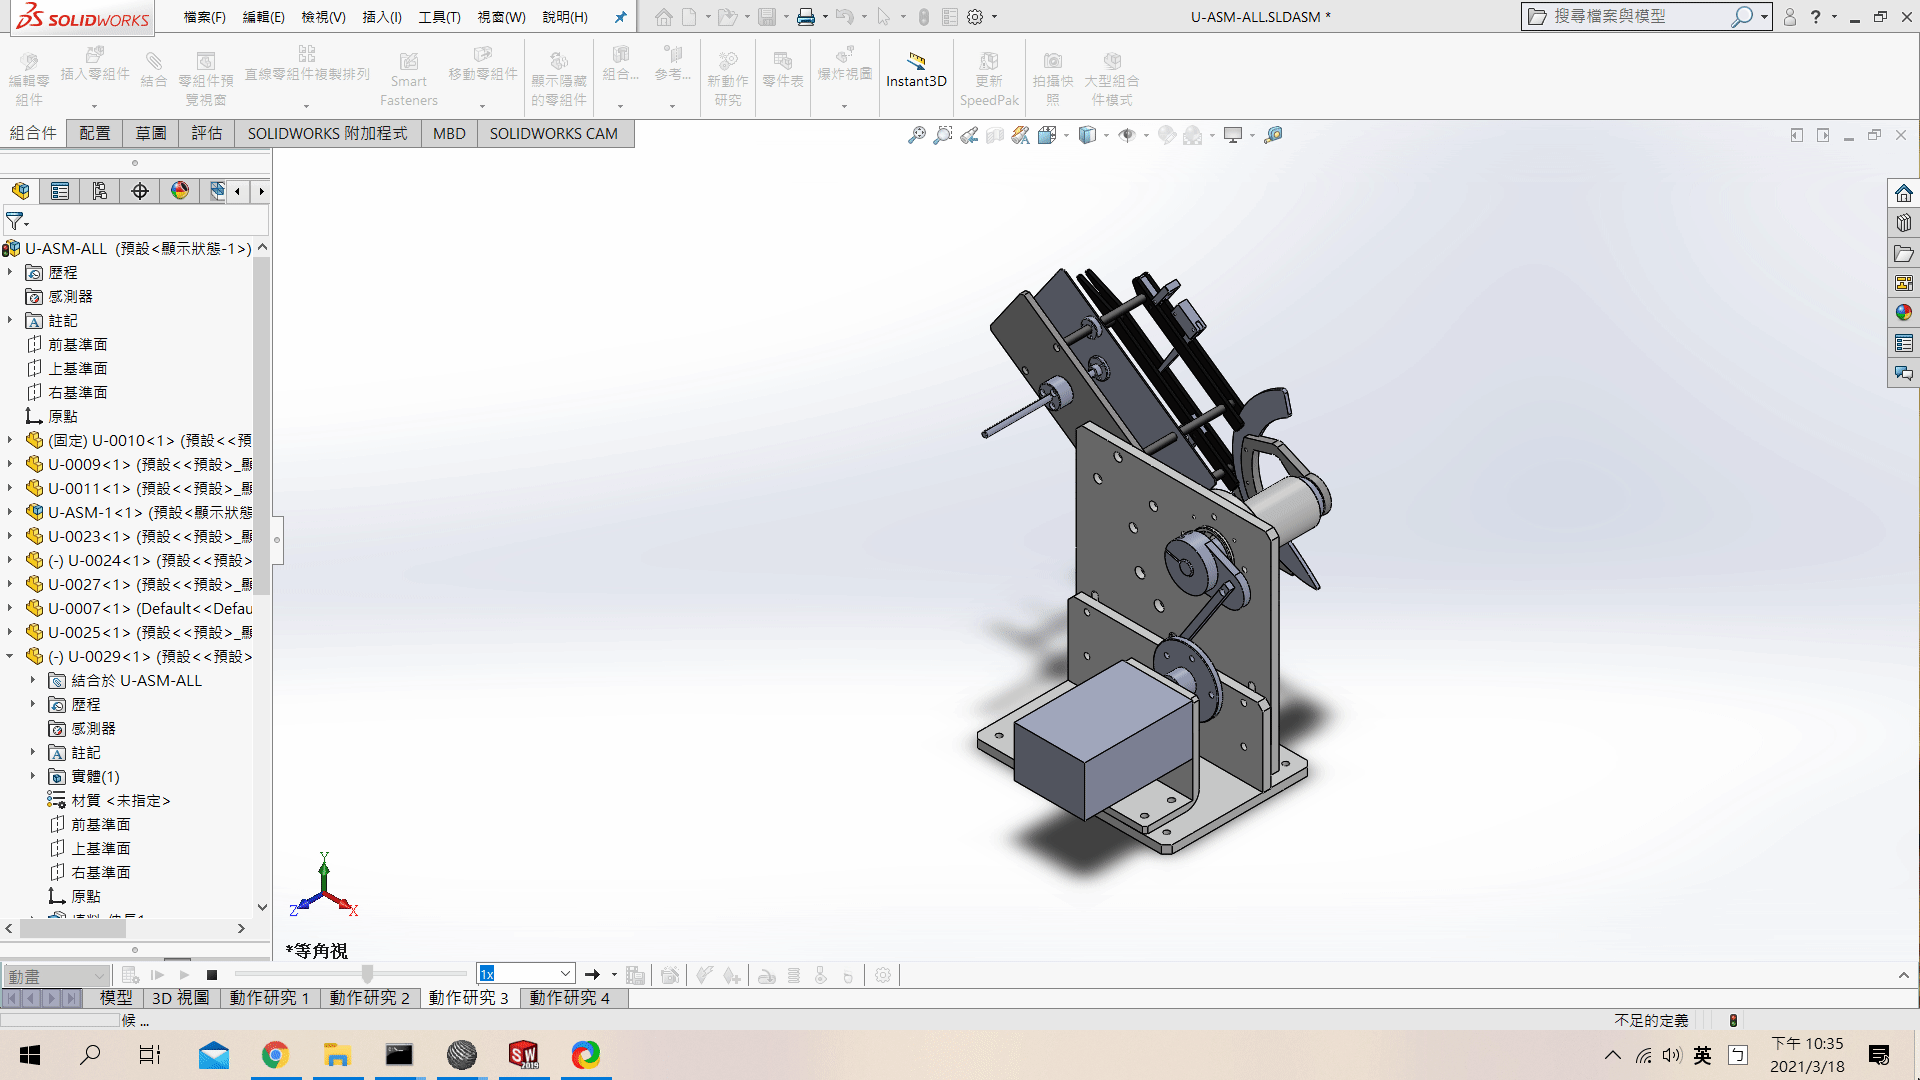 SOLIDWORKS
檔案(F) 編輯(E) 檢視(V) 插入(I) 工具(T) 視窗(W) 說明(H)
U-ASM-ALL.SLDASM *
搜尋檔案與模型
?
編輯零組件
插入零組件
結合
零組件預覽視窗
直線零組件複製排列
Smart Fasteners
移動零組件
顯示隱藏的零組件
組合...
參考...
新動作研究
零件表
爆炸視圖
Instant3D
更新 SpeedPak
拍攝快照
大型組合件模式
組合件 配置 草圖 評估 SOLIDWORKS 附加程式 MBD SOLIDWORKS CAM
U-ASM-ALL (預設<顯示狀態-1>)
歷程
感測器
註記
前基準面
上基準面
右基準面
原點
(固定) U-0010<1> (預設<<預
U-0009<1> (預設<<預設>_顯
U-0011<1> (預設<<預設>_顯
U-ASM-1<1> (預設<顯示狀態
U-0023<1> (預設<<預設>_顯
(-) U-0024<1> (預設<<預設>
U-0027<1> (預設<<預設>_顯
U-0007<1> (Default<<Defau
U-0025<1> (預設<<預設>_顯
(-) U-0029<1> (預設<<預設>
結合於 U-ASM-ALL
歷程
感測器
註記
實體(1)
材質 <未指定>
前基準面
上基準面
右基準面
原點
Y
Z
X
*等角視
動畫
1x
模型 3D 視圖 動作研究 1 動作研究 2 動作研究 3 動作研究 4
候 ...
不足的定義
SW
2019
英
下午 10:35
2021/3/18